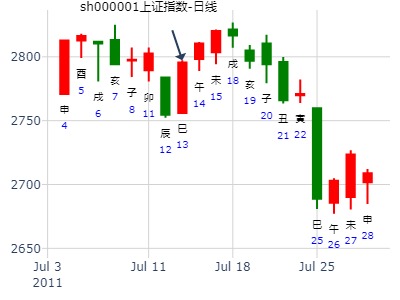 sh000001上证指数-日线
2800
2750
2700
2650
申
4
酉
5
戌
6
亥
7
子
8
卯
11
辰
12
巳
13
午
14
未
15
戌
18
亥
19
子
20
丑
21
寅
22
巳
25
午
26
未
27
申
28
Jul 3
2011
Jul 11
Jul 18
Jul 25